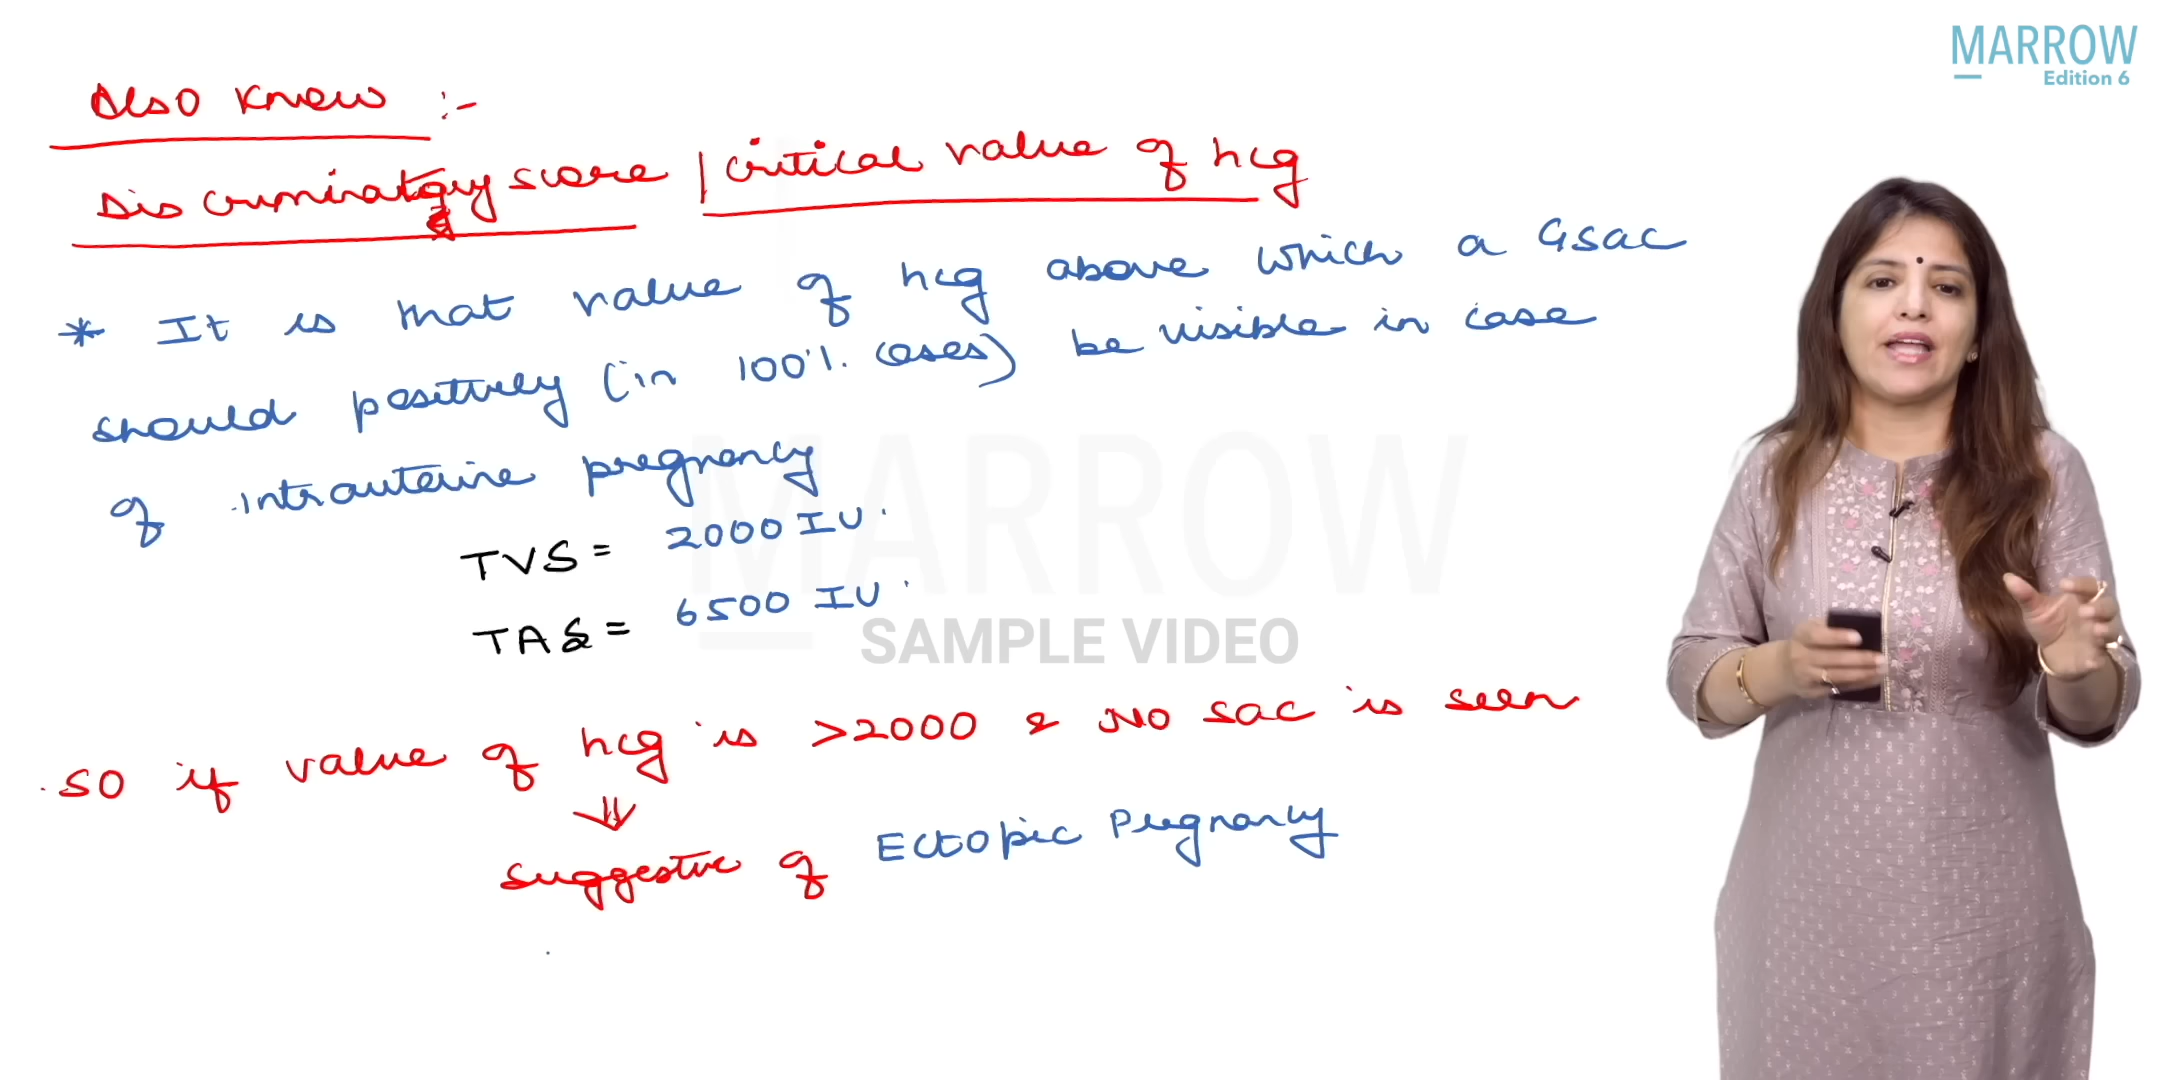 MARROW
Edition 6
Also know :-
Discriminatory score / critical value of hcg
* It is that value of hcg above which a Gsac
should positively (in 100%. cases) be visible in case
of intrauterine pregnancy
TVS = 2000 IU
TAS = 6500 IU
MARROW
SAMPLE VIDEO
So if value of hcg is >2000 & No sac is seen
suggestive of Ectopic Pregnancy